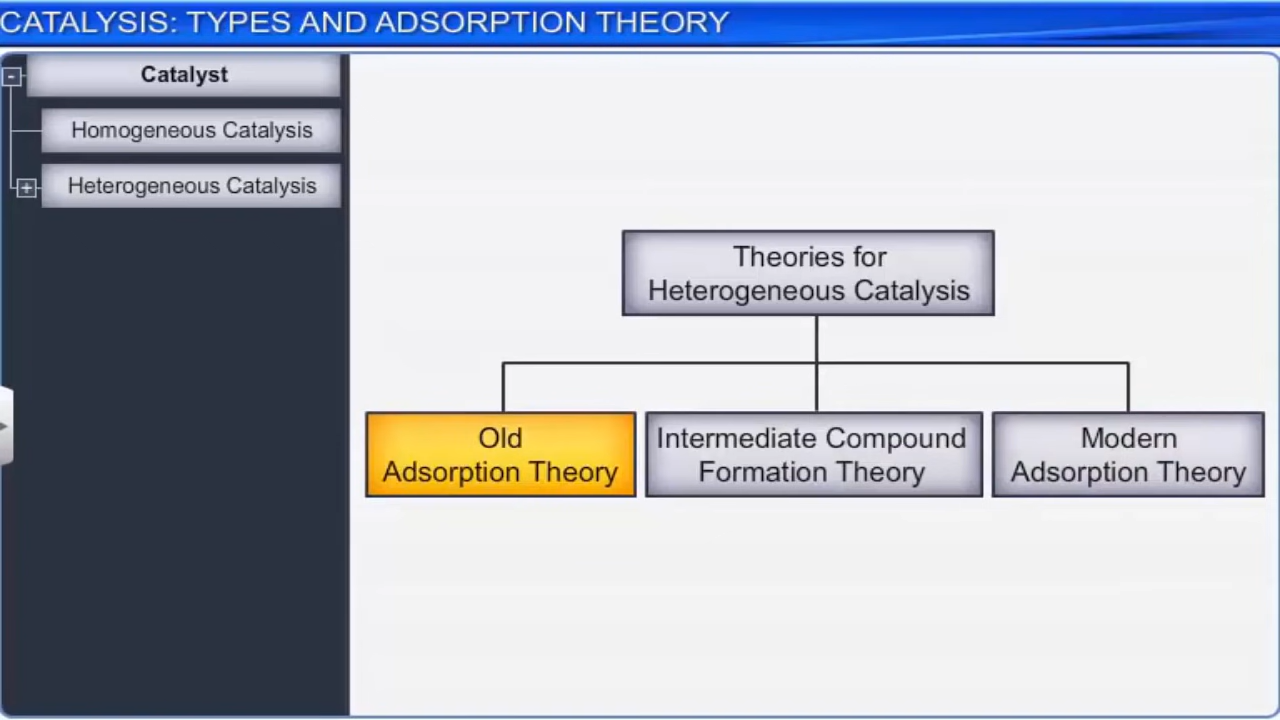 CATALYSIS: TYPES AND ADSORPTION THEORY
Catalyst
Homogeneous Catalysis
Heterogeneous Catalysis
Theories for
Heterogeneous Catalysis
Old
Adsorption Theory
Intermediate Compound
Formation Theory
Modern
Adsorption Theory